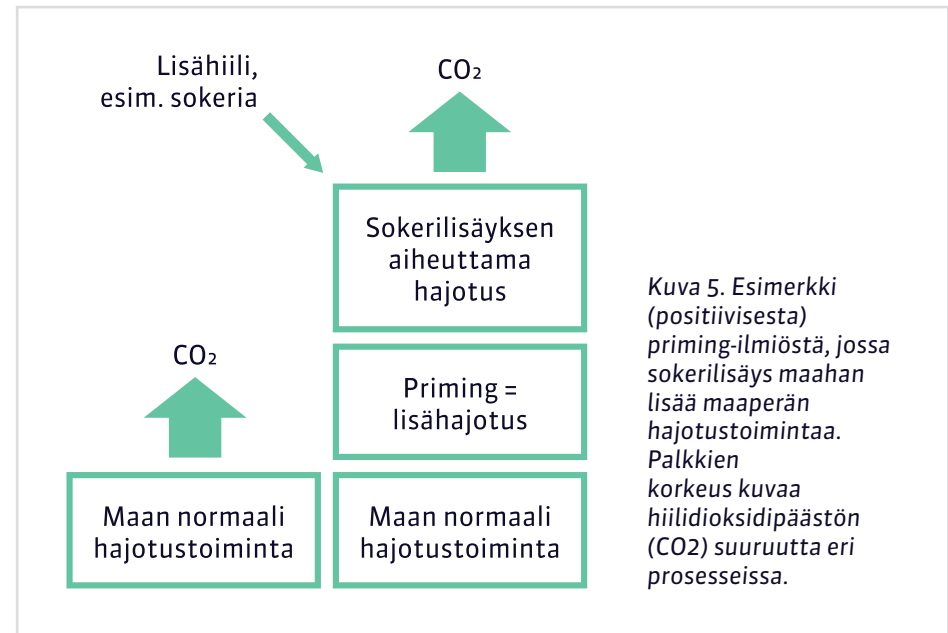 Lisähiili,
esim. sokeria
CO₂
Sokerilisäyksen
aiheuttama
hajotus
CO₂
Priming =
lisähajotus
Maan normaali
hajotustoiminta
Maan normaali
hajotustoiminta
Kuva 5. Esimerkki
(positiivisesta)
priming-ilmiöstä, jossa
sokerilisäys maahan
lisää maaperän
hajotustoimintaa.
Palkkien
korkeus kuvaa
hiilidioksidipäästön
(CO2) suuruutta eri
prosesseissa.